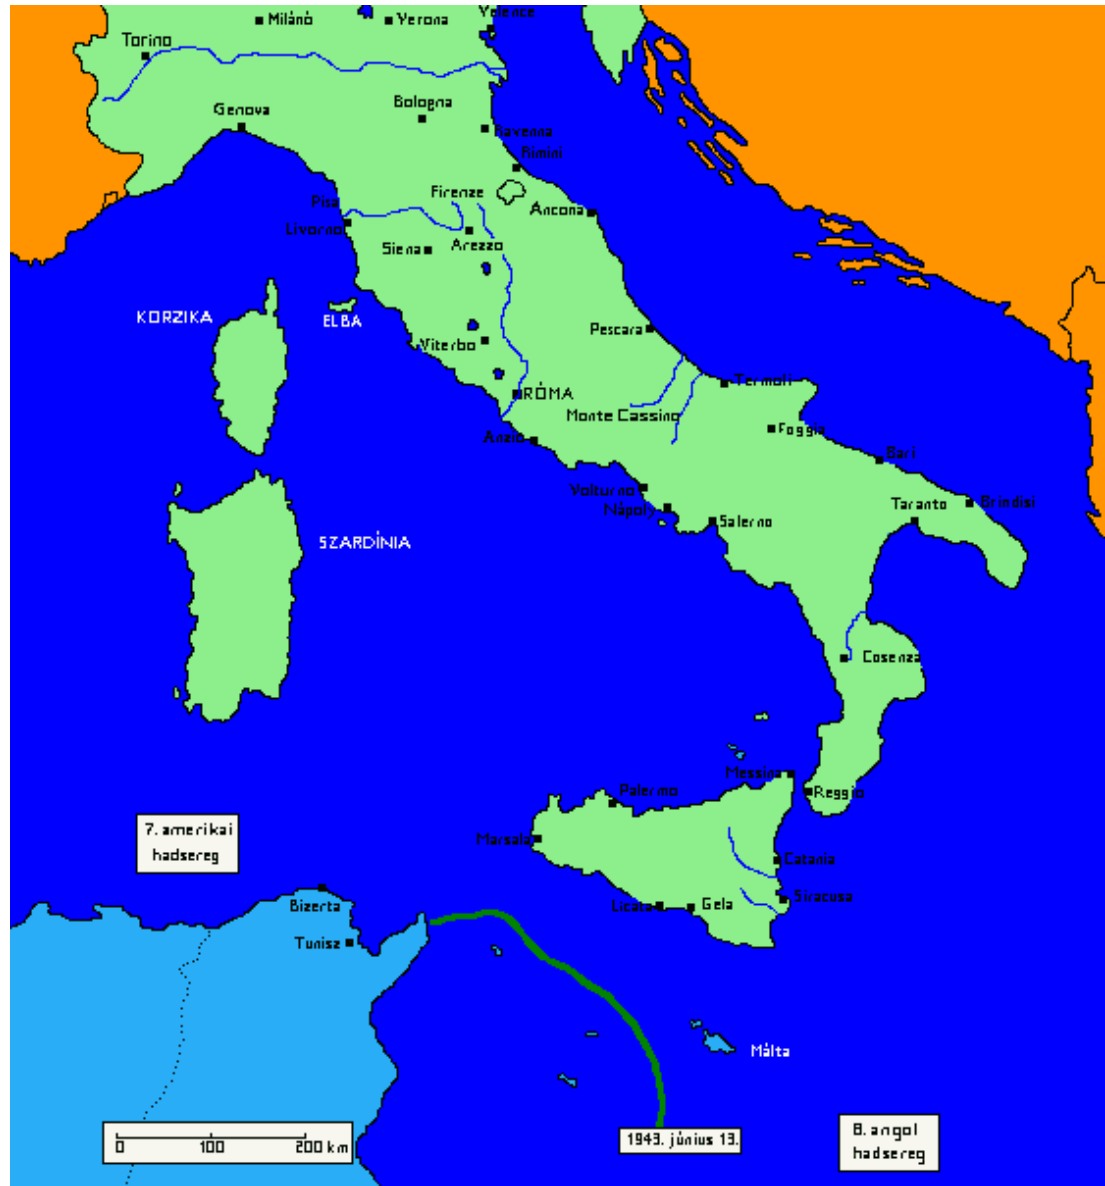 Milánó
Verona
Velence
Torino
Bologna
Genova
Ravenna
Rimini
Firenze
Pisa
Ancona
Livorno
Siena
Arezzo
KORZIKA
ELBA
Pescara
Viterbo
Termoli
RÓMA
Monte Cassino
Foggia
Anzio
Bari
Volturno
Nápoly
Salerno
Taranto
Brindisi
SZARDÍNIA
Cosenza
Messina
Reggio
Palermo
7. amerikai
hadsereg
Marsala
Catania
Bizerta
Licata
Gela
Siracusa
Tunisz
Málta
0 100 200 km
1943. június 13.
8. angol
hadsereg